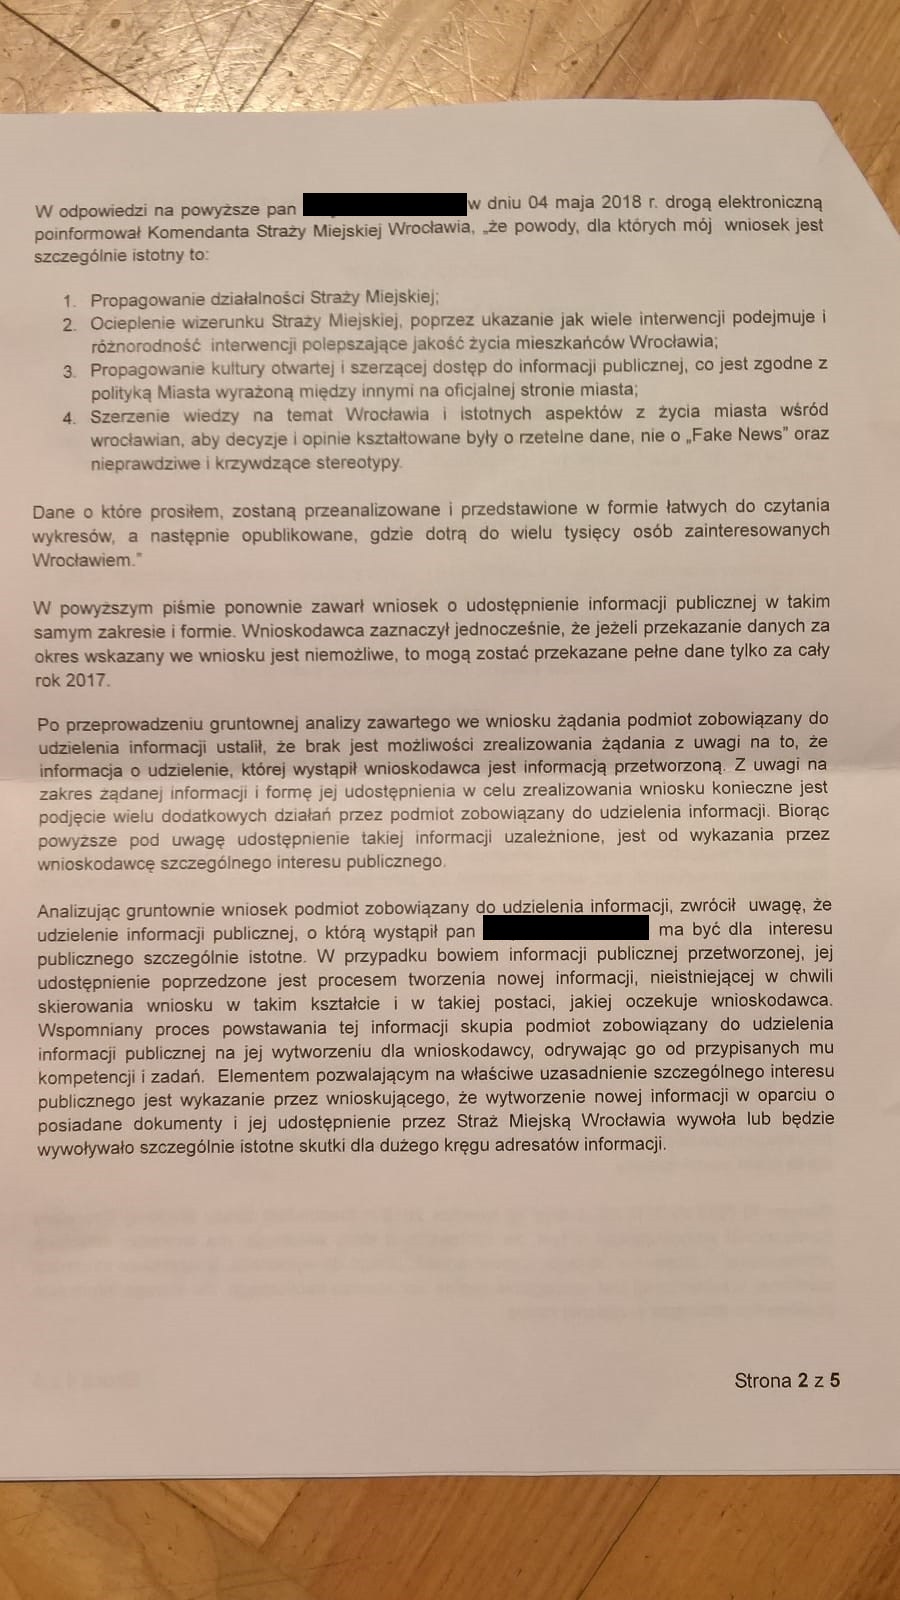 W odpowiedzi na powyższe pan w dniu 04 maja 2018 r. drogą elektroniczną
poinformował Komendanta Straży Miejskiej Wrocławia, „że powody, dla których mój wniosek jest
szczególnie istotny to:
1. Propagowanie działalności Straży Miejskiej;
2. Ocieplenie wizerunku Straży Miejskiej, poprzez ukazanie jak wiele interwencji podejmuje i
różnorodność interwencji polepszające jakość życia mieszkańców Wrocławia;
3. Propagowanie kultury otwartej i szerzącej dostęp do informacji publicznej, co jest zgodne z
polityką Miasta wyrażoną między innymi na oficjalnej stronie miasta;
4. Szerzenie wiedzy na temat Wrocławia i istotnych aspektów z życia miasta wśród
wrocławian, aby decyzje i opinie kształtowane były o rzetelne dane, nie o „Fake News” oraz
nieprawdziwe i krzywdzące stereotypy.
Dane o które prosiłem, zostaną przeanalizowane i przedstawione w formie łatwych do czytania
wykresów, a następnie opublikowane, gdzie dotrą do wielu tysięcy osób zainteresowanych
Wrocławiem.”
W powyższym piśmie ponownie zawarł wniosek o udostępnienie informacji publicznej w takim
samym zakresie i formie. Wnioskodawca zaznaczył jednocześnie, że jeżeli przekazanie danych za
okres wskazany we wniosku jest niemożliwe, to mogą zostać przekazane pełne dane tylko za cały
rok 2017.
Po przeprowadzeniu gruntownej analizy zawartego we wniosku żądania podmiot zobowiązany do
udzielenia informacji ustalił, że brak jest możliwości zrealizowania żądania z uwagi na to, że
informacja o udzielenie, której wystąpił wnioskodawca jest informacją przetworzoną. Z uwagi na
zakres żądanej informacji i formę jej udostępnienia w celu zrealizowania wniosku konieczne jest
podjęcie wielu dodatkowych działań przez podmiot zobowiązany do udzielenia informacji. Biorąc
powyższe pod uwagę udostępnienie takiej informacji uzależnione, jest od wykazania przez
wnioskodawcę szczególnego interesu publicznego.
Analizując gruntownie wniosek podmiot zobowiązany do udzielenia informacji, zwrócił uwagę, że
udzielenie informacji publicznej, o którą wystąpił pan ma być dla interesu
publicznego szczególnie istotne. W przypadku bowiem informacji publicznej przetworzonej, jej
udostępnienie poprzedzone jest procesem tworzenia nowej informacji, nieistniejącej w chwili
skierowania wniosku w takim kształcie i w takiej postaci, jakiej oczekuje wnioskodawca.
Wspomniany proces powstawania tej informacji skupia podmiot zobowiązany do udzielenia
informacji publicznej na jej wytworzeniu dla wnioskodawcy, odrywając go od przypisanych mu
kompetencji i zadań. Elementem pozwalającym na właściwe uzasadnienie szczególnego interesu
publicznego jest wykazanie przez wnioskującego, że wytworzenie nowej informacji w oparciu o
posiadane dokumenty i jej udostępnienie przez Straż Miejską Wrocławia wywoła lub będzie
wywoływało szczególnie istotne skutki dla dużego kręgu adresatów informacji.
Strona 2 z 5